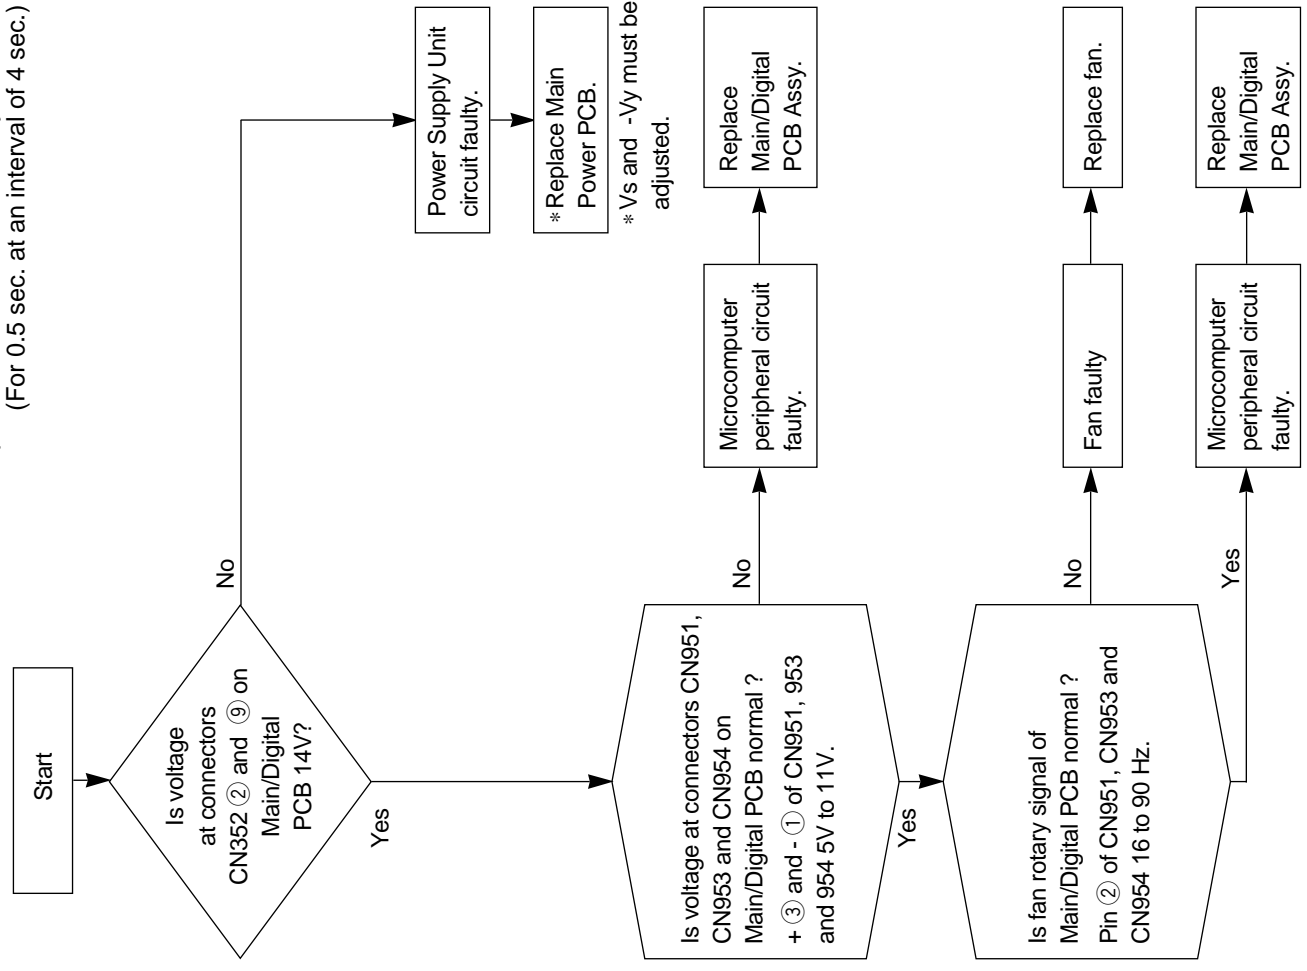 (For 0.5 sec. at an interval of 4 sec.)
Start
Is voltage
at connectors
CN352 ② and ⑨ on
Main/Digital
PCB 14V?
No
Power Supply Unit
circuit faulty.
*Replace Main
Power PCB.
* Vs and -Vy must be
adjusted.
Yes
Is voltage at connectors CN951,
CN953 and CN954 on
Main/Digital PCB normal ?
+ ③ and - ① of CN951, 953
and 954 5V to 11V.
No
Microcomputer
peripheral circuit
faulty.
Replace
Main/Digital
PCB Assy.
Yes
Is fan rotary signal of
Main/Digital PCB normal ?
Pin ② of CN951, CN953 and
CN954 16 to 90 Hz.
No
Fan faulty
Replace fan.
Yes
Microcomputer
peripheral circuit
faulty.
Replace
Main/Digital
PCB Assy.